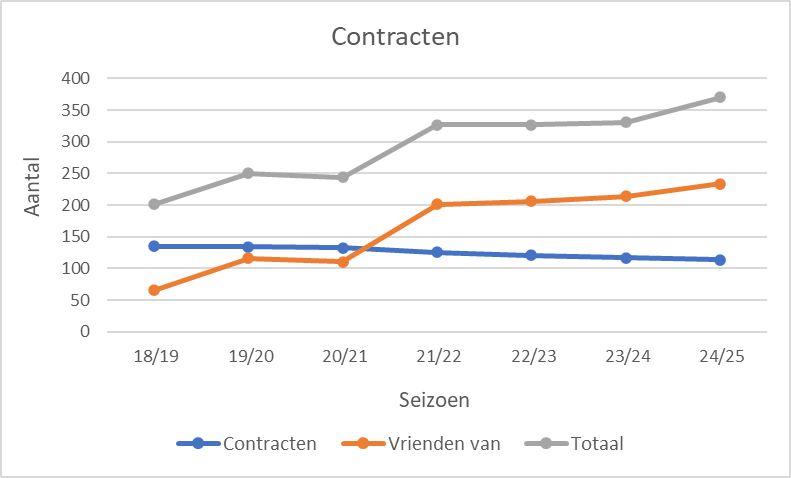 Contracten
400
350
300
250
200
150
100
50
0
Aantal
18/19 19/20 20/21 21/22 22/23 23/24 24/25
Seizoen
Contracten Vrienden van Totaal